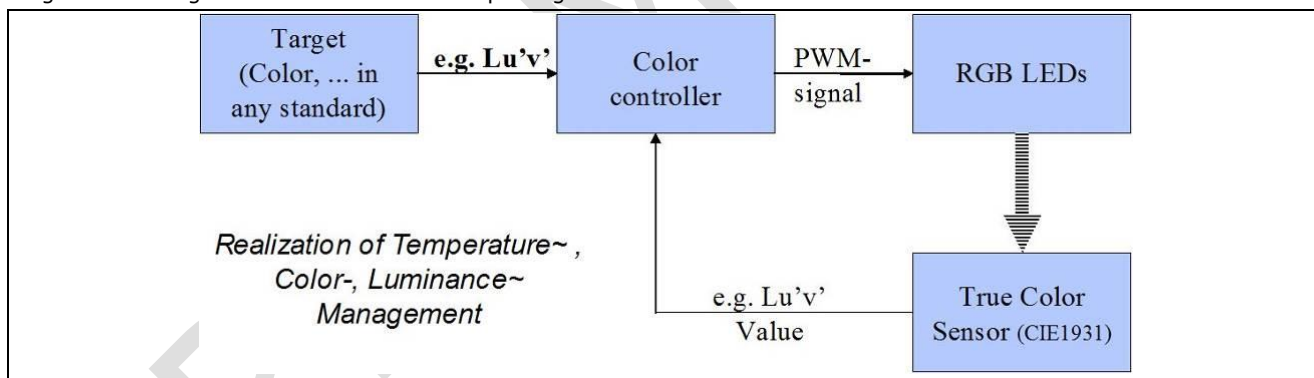 Target
(Color, ... in
any standard)
e.g. Lu’v’
Color
controller
PWM-
signal
RGB LEDs
Realization of Temperature~ ,
Color-, Luminance~
Management
e.g. Lu’v’
Value
True Color
Sensor (CIE1931)